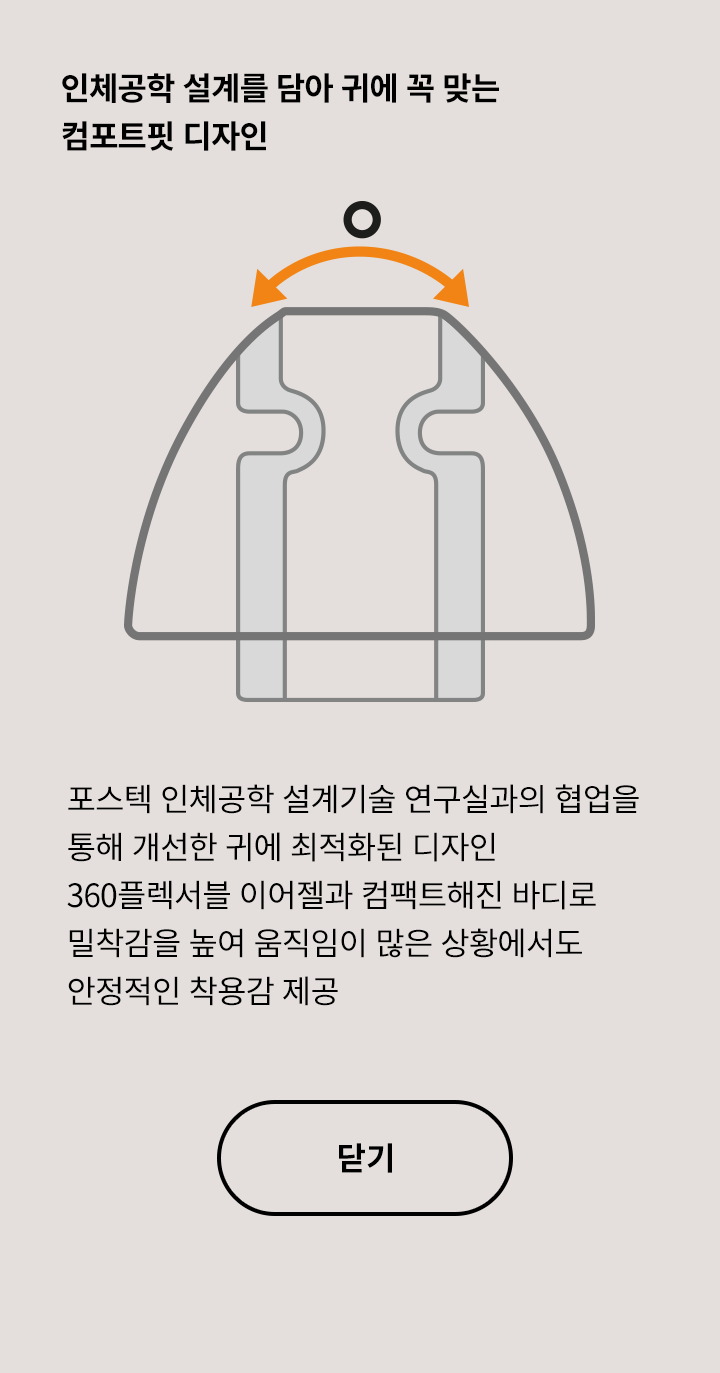 인체공학 설계를 담아 귀에 꼭 맞는
컴포트핏 디자인
포스텍 인체공학 설계기술 연구실과의 협업을
통해 개선한 귀에 최적화된 디자인
360플렉서블 이어젤과 컴팩트해진 바디로
밀착감을 높여 움직임이 많은 상황에서도
안정적인 착용감 제공
닫기